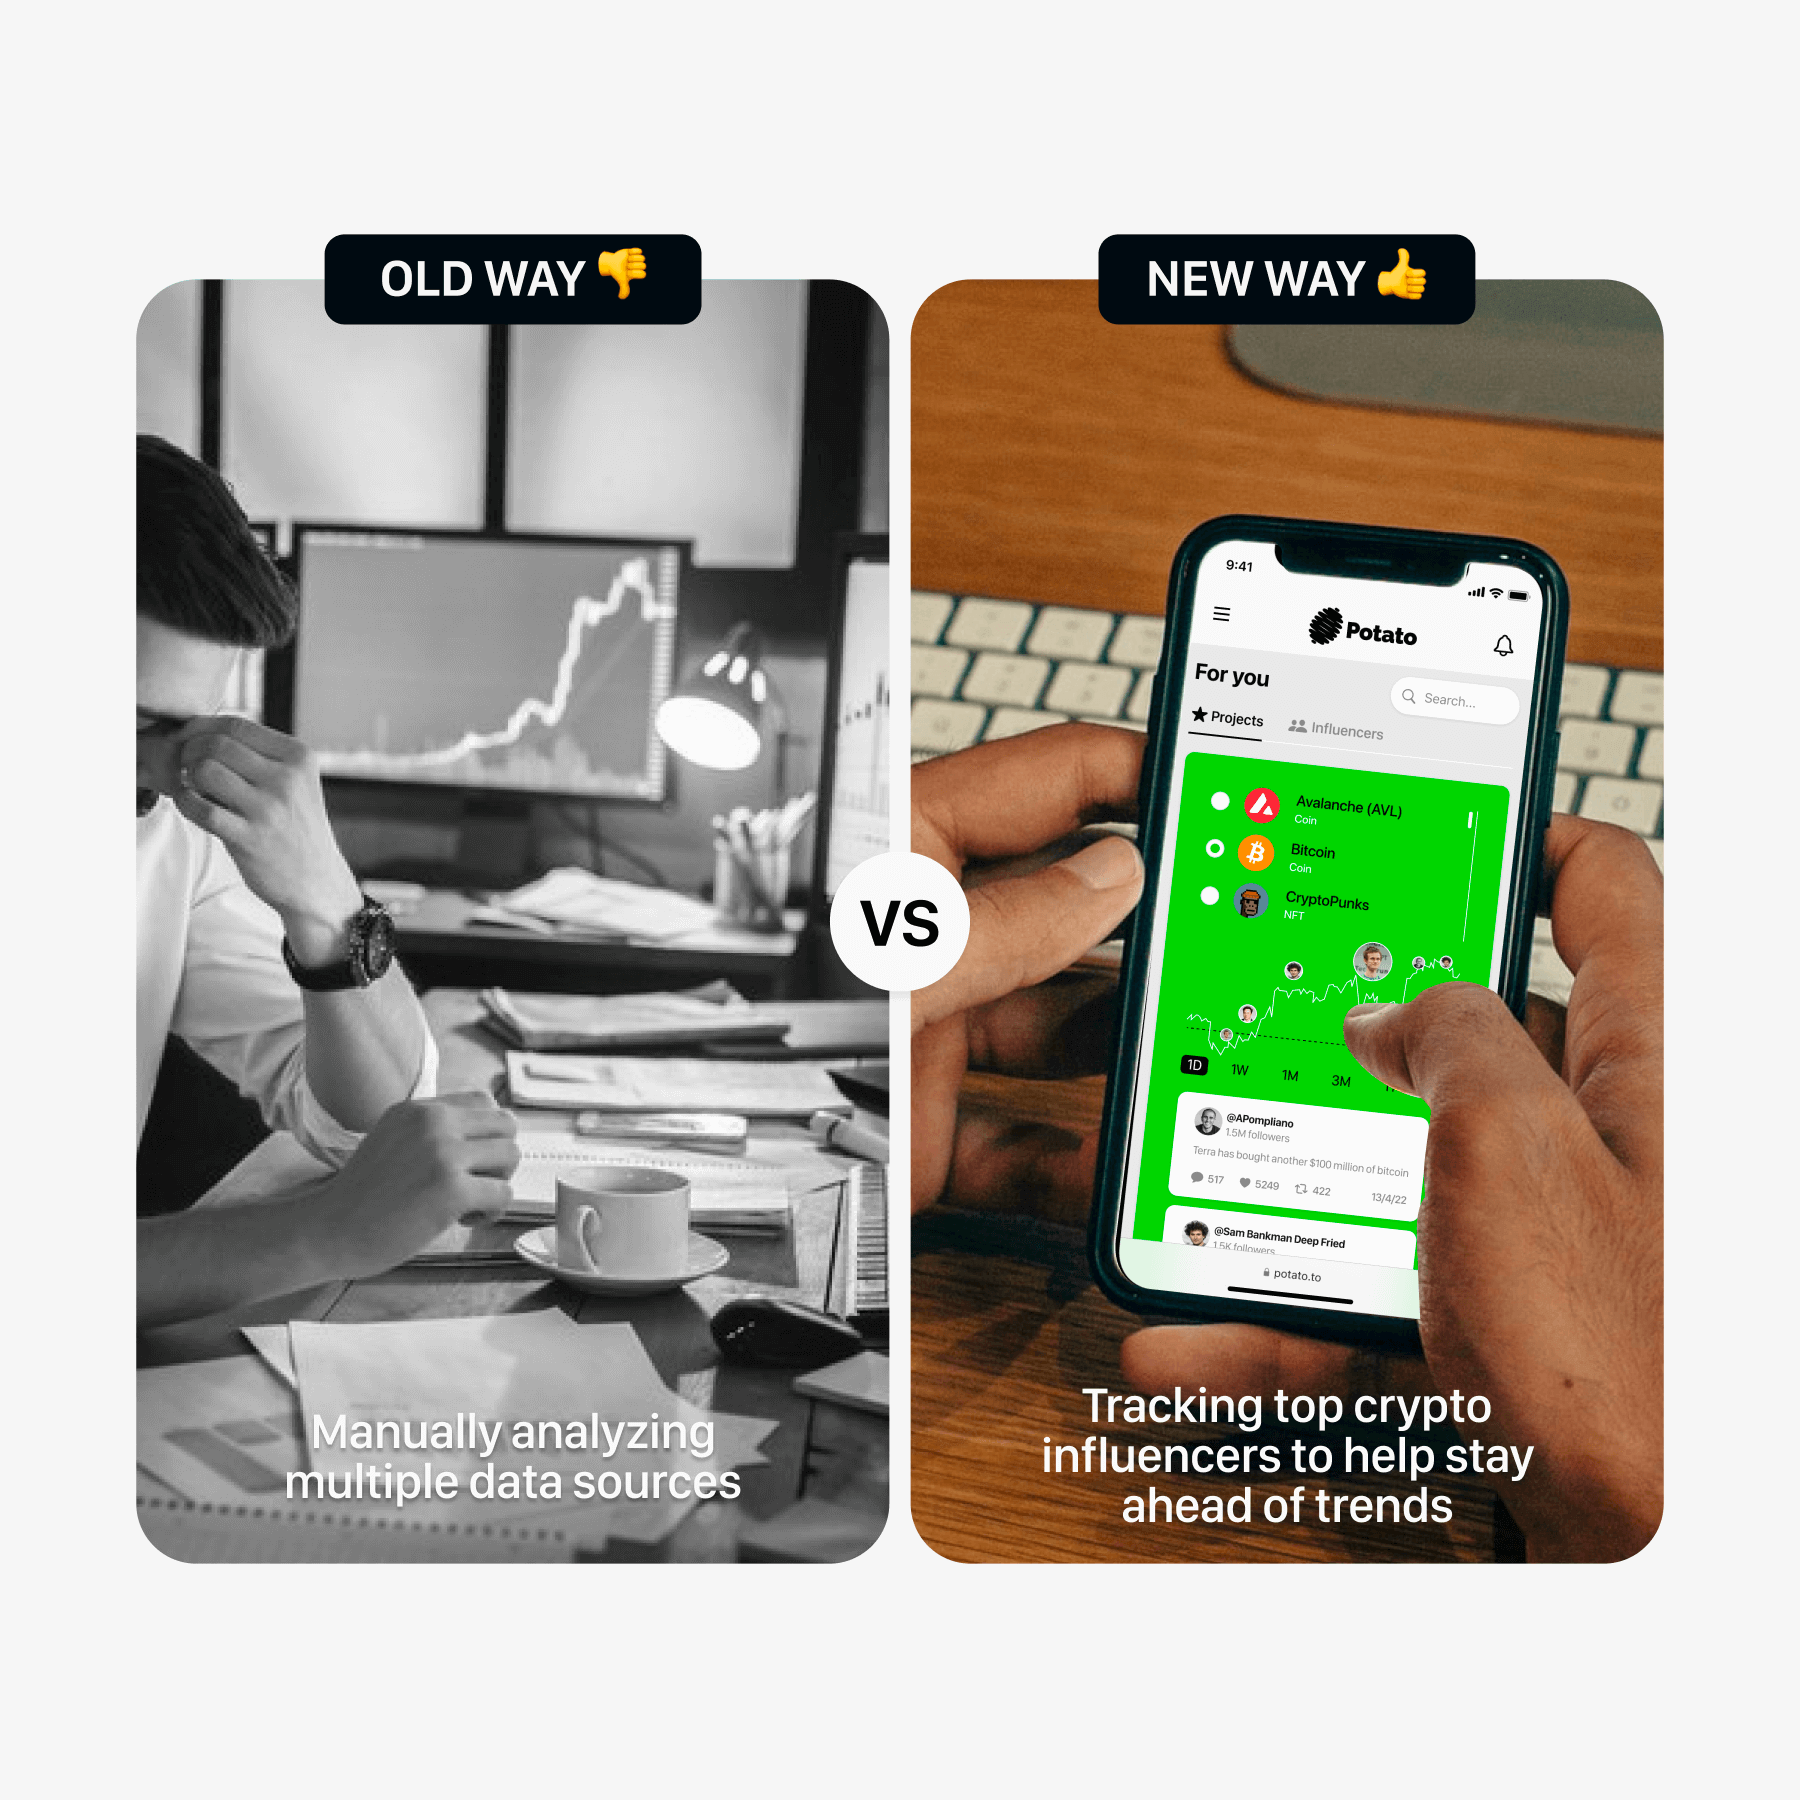 OLD WAY 👎
NEW WAY 👍
VS
Manually analyzing
multiple data sources
9:41
Potato
For you
Search...
Projects
Influencers
Avalanche (AVL)
Coin
Bitcoin
Coin
CryptoPunks
NFT
1D 1W 1M 3M
@APompliano
1.5M followers
Terra has bought another $100 million of bitcoin
517 5249 422 13/4/22
@Sam Bankman Deep Fried
1.5K followers
potato.to
Tracking top crypto
influencers to help stay
ahead of trends